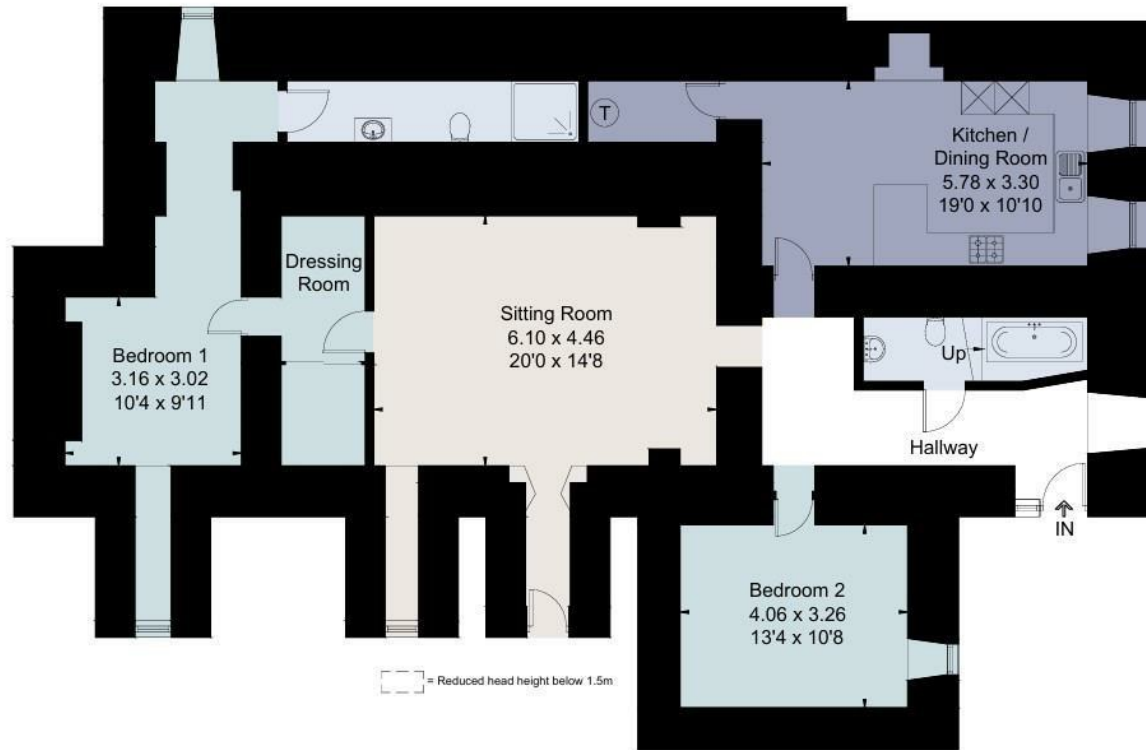 T
Kitchen /
Dining Room
5.78 x 3.30
19'0 x 10'10
Dressing
Room
Sitting Room
6.10 x 4.46
20'0 x 14'8
Bedroom 1
3.16 x 3.02
10'4 x 9'11
Up
Hallway
IN
Bedroom 2
4.06 x 3.26
13'4 x 10'8
= Reduced head height below 1.5m